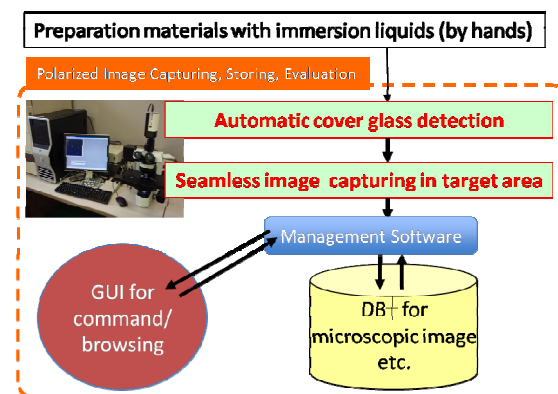 Preparation materials with immersion liquids (by hands)
Polarized Image Capturing, Storing, Evaluation
Automatic cover glass detection
Seamless image capturing in target area
Management Software
GUI for
command/
browsing
DB† for
microscopic image
etc.